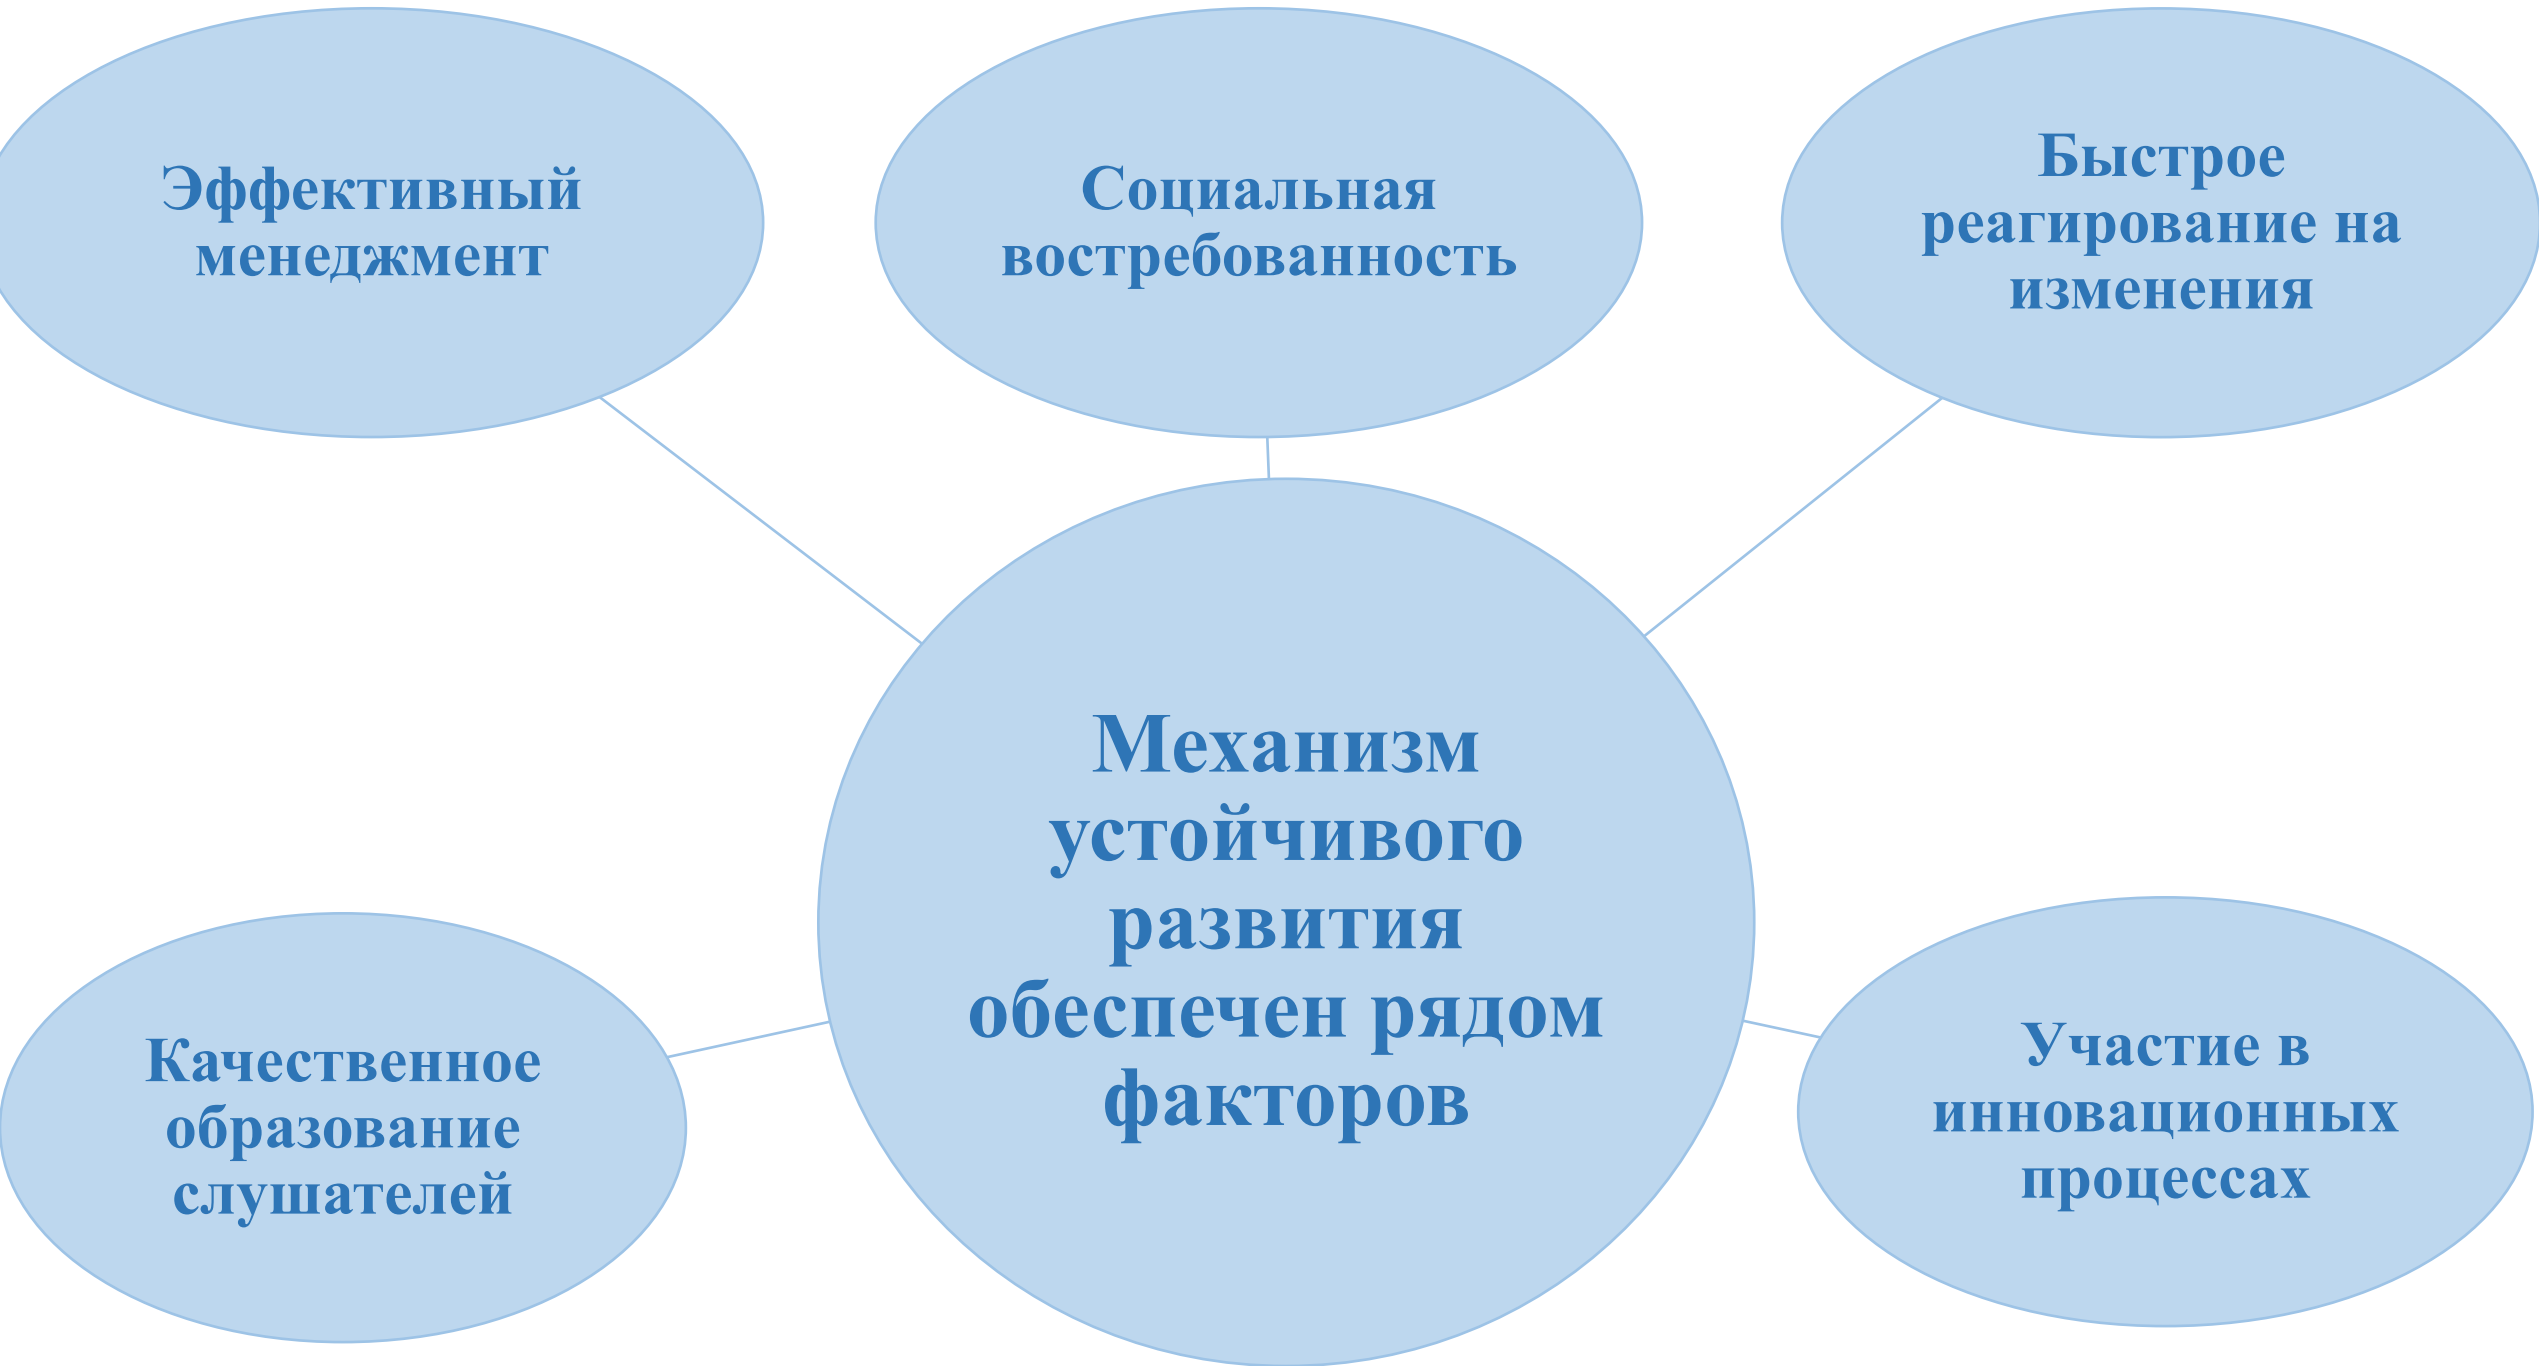 Эффективный
менеджмент
Социальная
востребованность
Быстрое
реагирование на
изменения
Механизм
устойчивого
развития
обеспечен рядом
факторов
Качественное
образование
слушателей
Участие в
инновационных
процессах